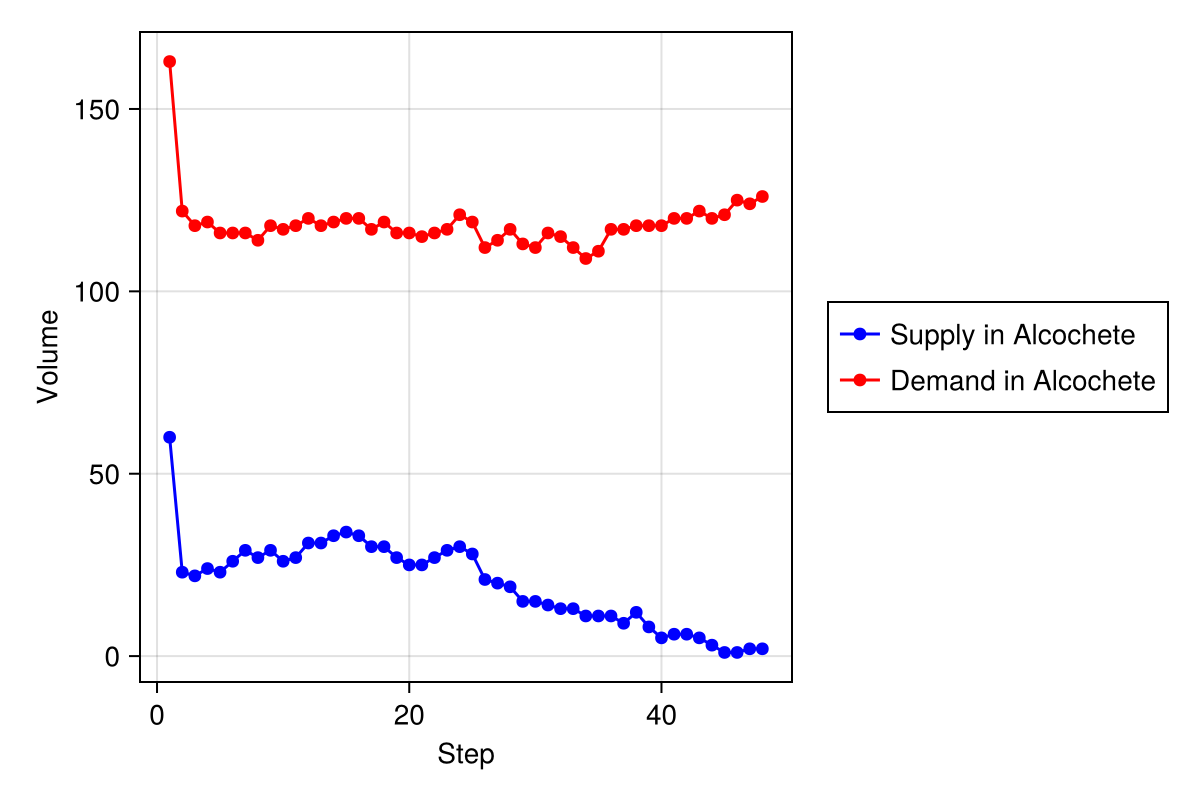 150
100
50
0
Volume
0 20 40
Step
Supply in Alcochete
Demand in Alcochete